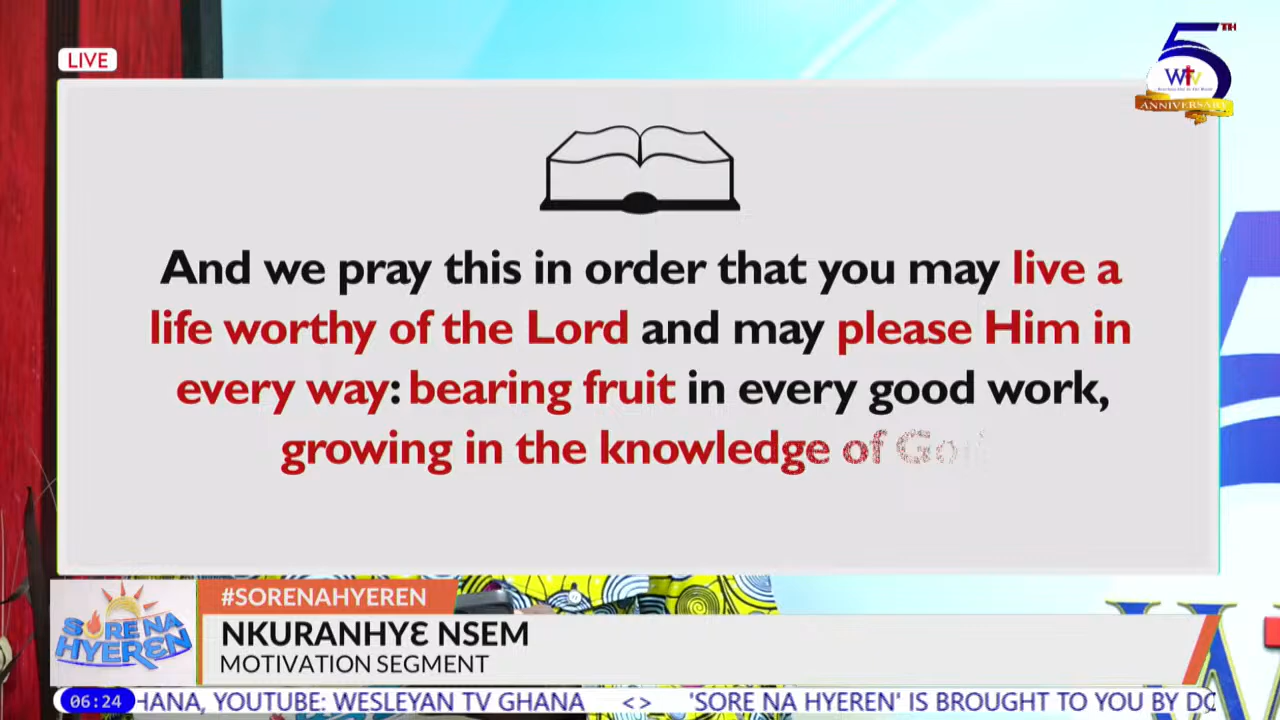 LIVE
5TH
Wtv
ANNIVERSARY
And we pray this in order that you may live a
life worthy of the Lord and may please Him in
every way: bearing fruit in every good work,
growing in the knowledge of God
#SORENAHYEREN
SORE NA
HYEREN
NKURANHYƐ NSEM
MOTIVATION SEGMENT
06:24
HANA, YOUTUBE: WESLEYAN TV GHANA <> 'SORE NA HYEREN' IS BROUGHT TO YOU BY